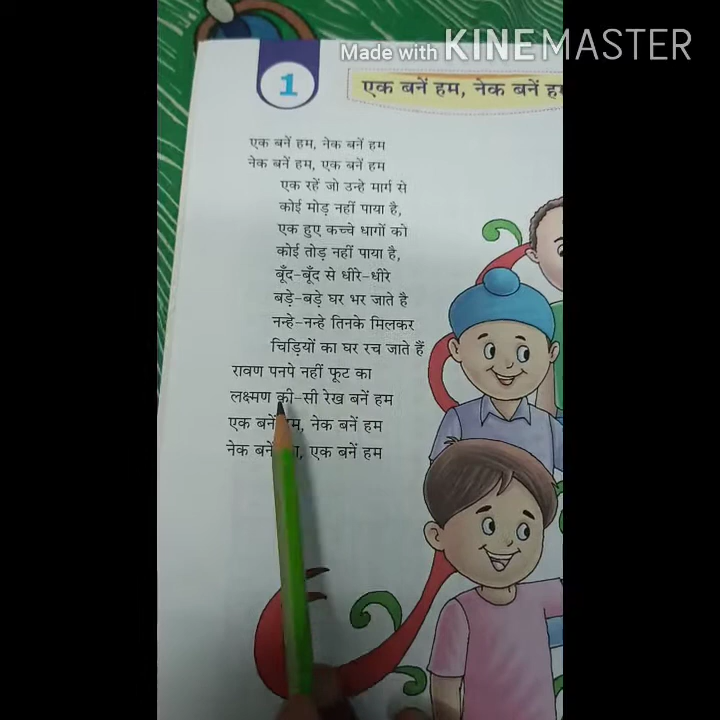 Made with KINEMASTER
1
एक बनें हम, नेक बनें
एक बनें हम, नेक बनें हम
नेक बनें हम, एक बनें हम
एक रहें जो उन्हे मार्ग से
कोई मोड़ नहीं पाया है,
एक हुए कच्चे धागों को
कोई तोड़ नहीं पाया है,
बूँद-बूँद से धीरे-धीरे
बड़े-बड़े घर भर जाते है
नन्हे-नन्हे तिनके मिलकर
चिड़ियों का घर रच जाते हैं
रावण पनपे नहीं फूट का
लक्ष्मण की-सी रेख बनें हम
एक बनें हम, नेक बनें हम
नेक बनें एक बनें हम